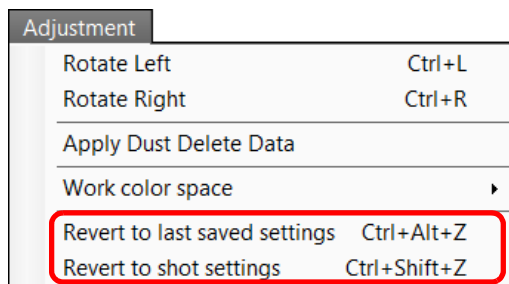 Adjustment
Rotate Left Ctrl+L
Rotate Right Ctrl+R
Apply Dust Delete Data
Work color space
Revert to last saved settings Ctrl+Alt+Z
Revert to shot settings Ctrl+Shift+Z